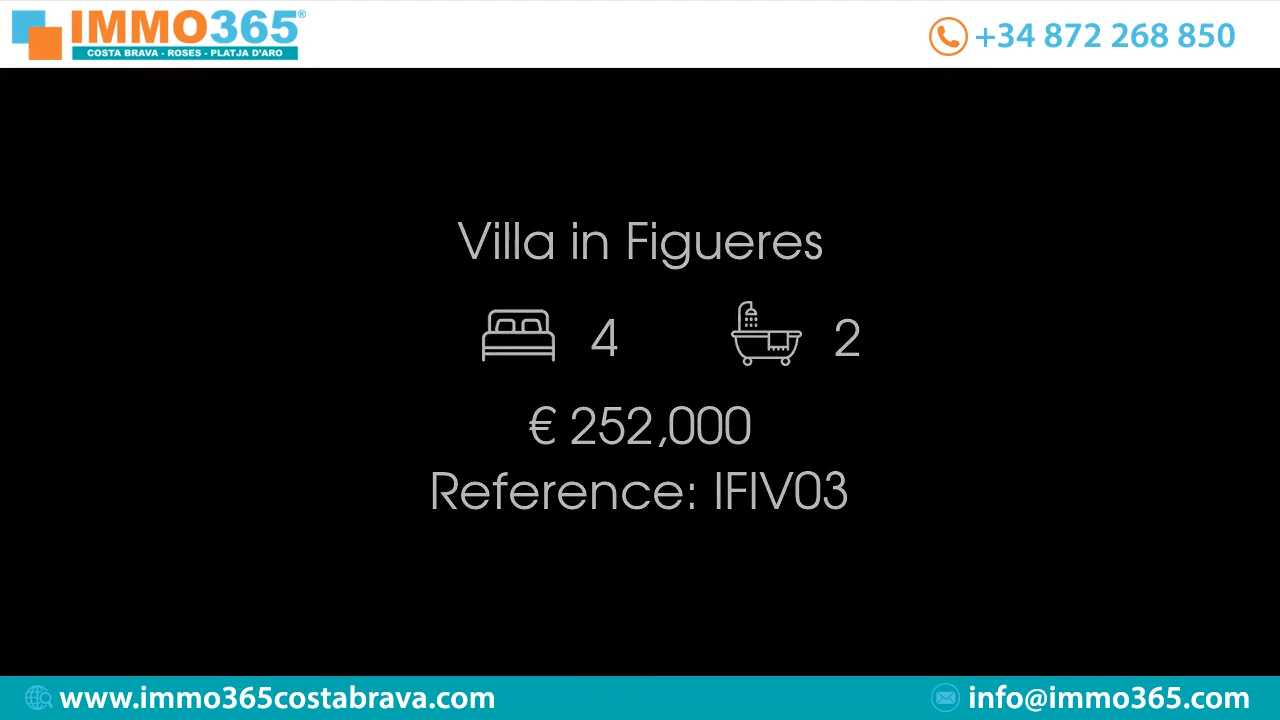 IMMO365®
COSTA BRAVA - ROSES - PLATJA D'ARO
+34 872 268 850
Villa in Figueres
4 2
€ 252,000
Reference: IFIV03
www.immo365costabrava.com
info@immo365.com